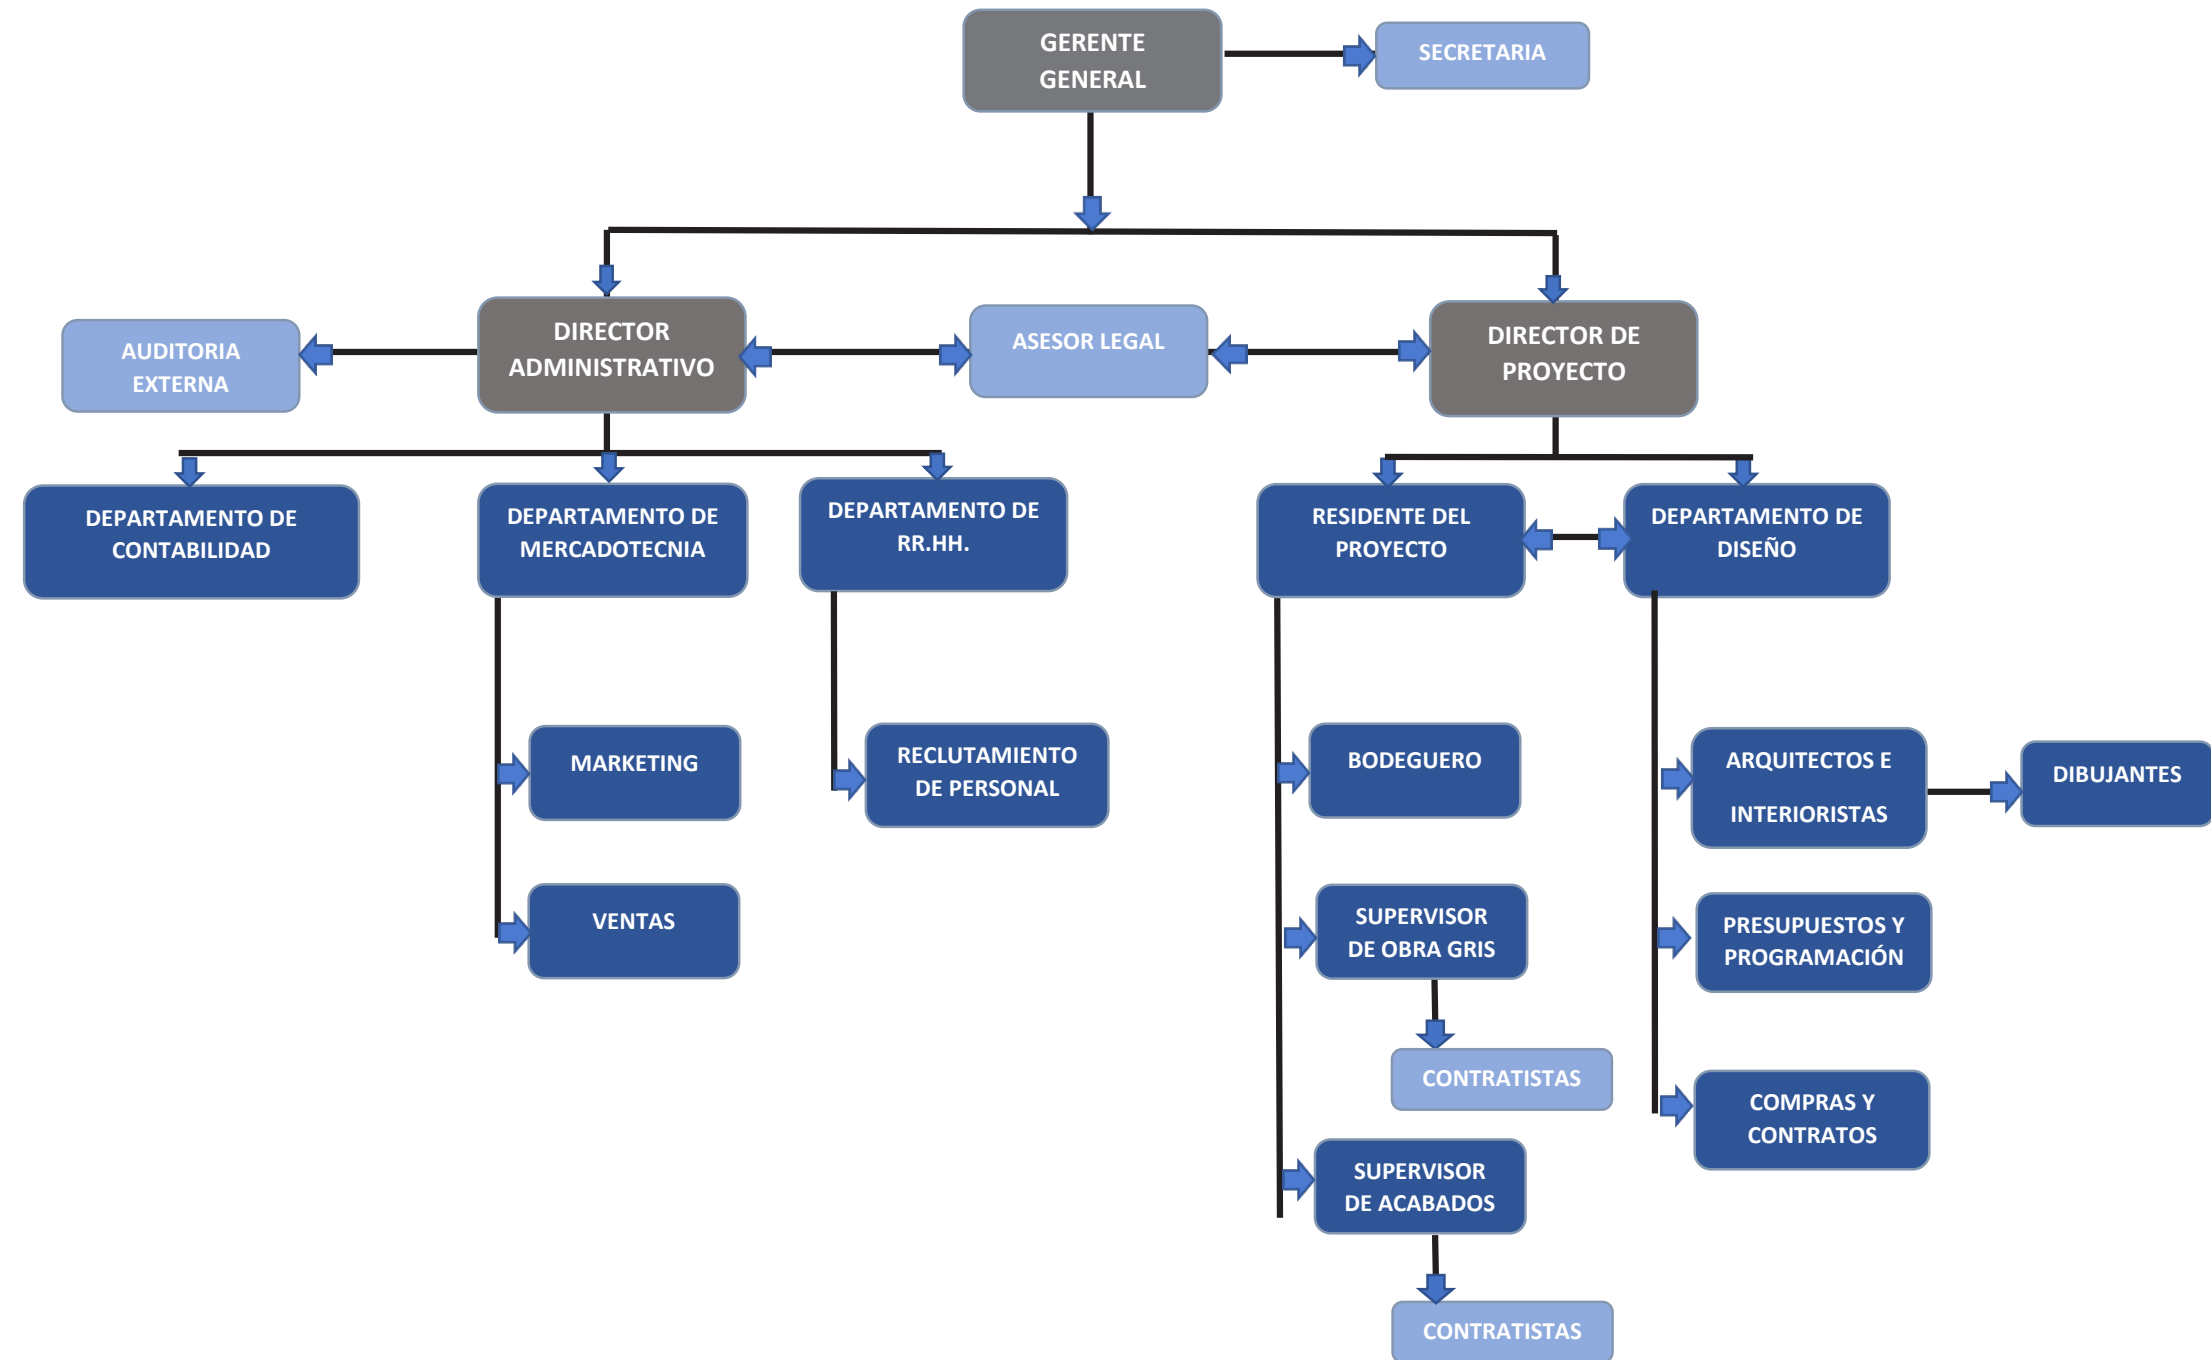 GERENTE
GENERAL
SECRETARIA
AUDITORIA
EXTERNA
DIRECTOR
ADMINISTRATIVO
ASESOR LEGAL
DIRECTOR DE
PROYECTO
DEPARTAMENTO DE
CONTABILIDAD
DEPARTAMENTO DE
MERCADOTECNIA
DEPARTAMENTO DE
RR.HH.
RESIDENTE DEL
PROYECTO
DEPARTAMENTO DE
DISEÑO
MARKETING
RECLUTAMIENTO
DE PERSONAL
BODEGUERO
ARQUITECTOS E
INTERIORISTAS
DIBUJANTES
VENTAS
SUPERVISOR
DE OBRA GRIS
PRESUPUESTOS Y
PROGRAMACIÓN
CONTRATISTAS
COMPRAS Y
CONTRATOS
SUPERVISOR
DE ACABADOS
CONTRATISTAS